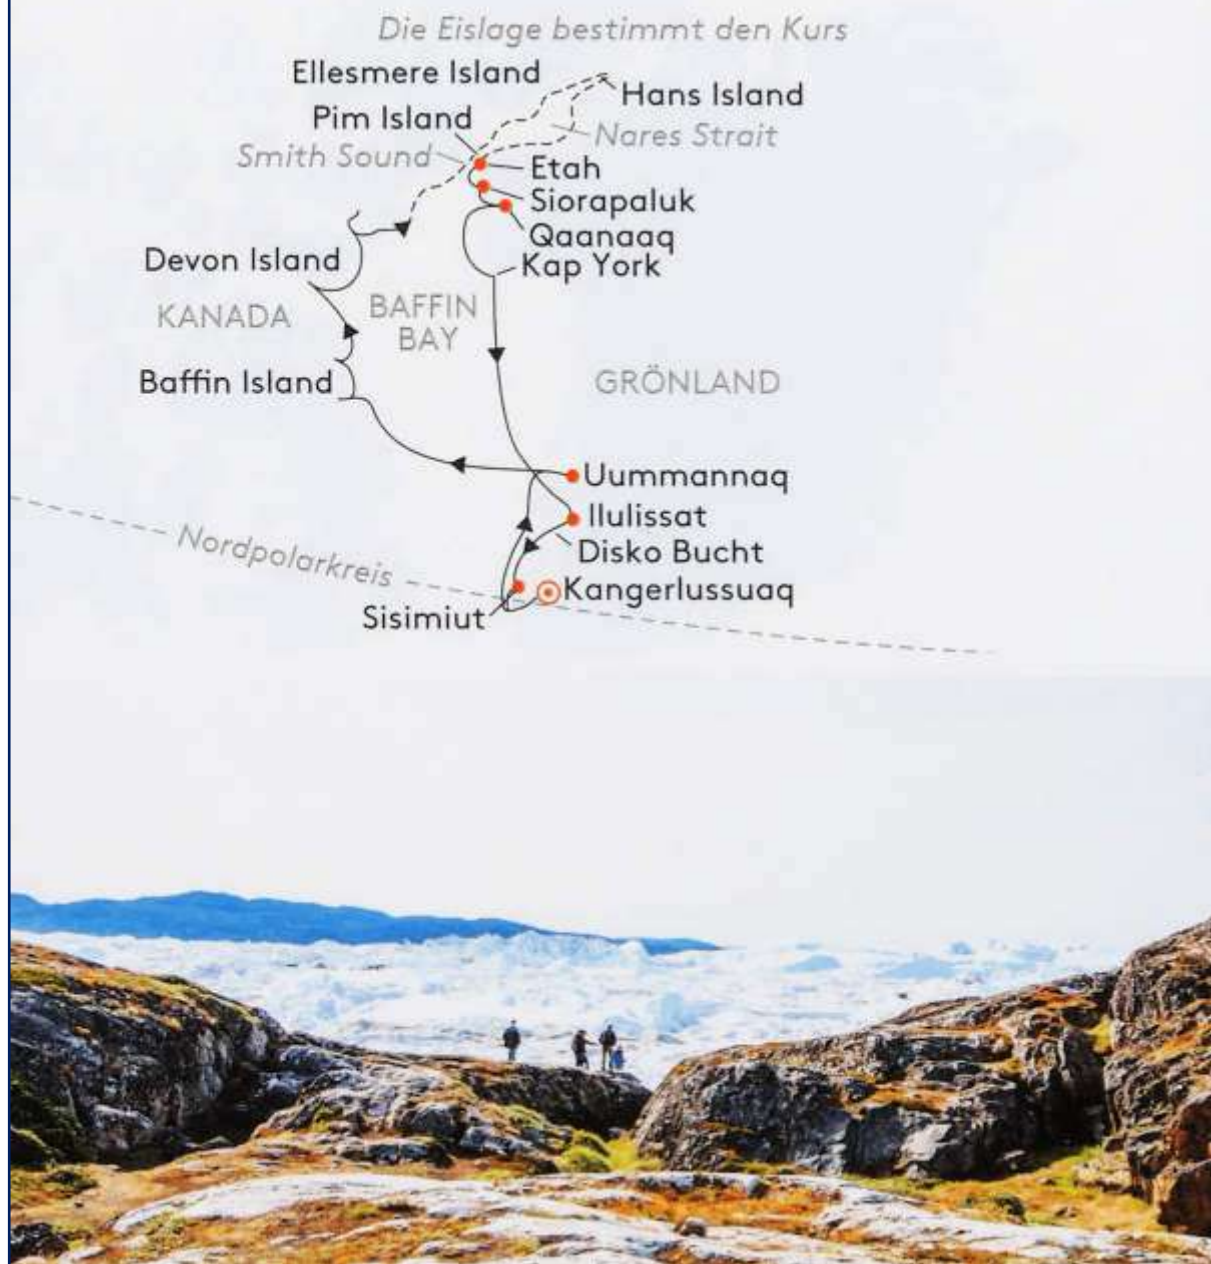 Die Eislage bestimmt den Kurs
Ellesmere Island
Hans Island
Pim Island
Nares Strait
Smith Sound
Etah
Siorapaluk
Qaanaaq
Devon Island
Kap York
KANADA
BAFFIN
BAY
Baffin Island
GRÖNLAND
Uummannaq
Ilulissat
Nordpolarkreis
Disko Bucht
Kangerlussuaq
Sisimiut